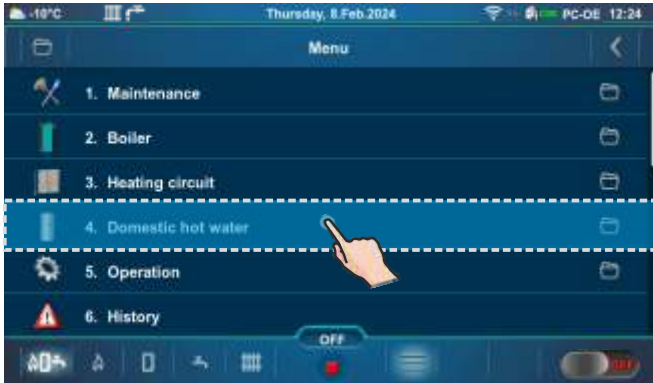 -10°C Thursday, 8.Feb.2024 PC-OE 12:24
Menu
1. Maintenance
2. Boiler
3. Heating circuit
4. Domestic hot water
5. Operation
6. History
OFF
OFF